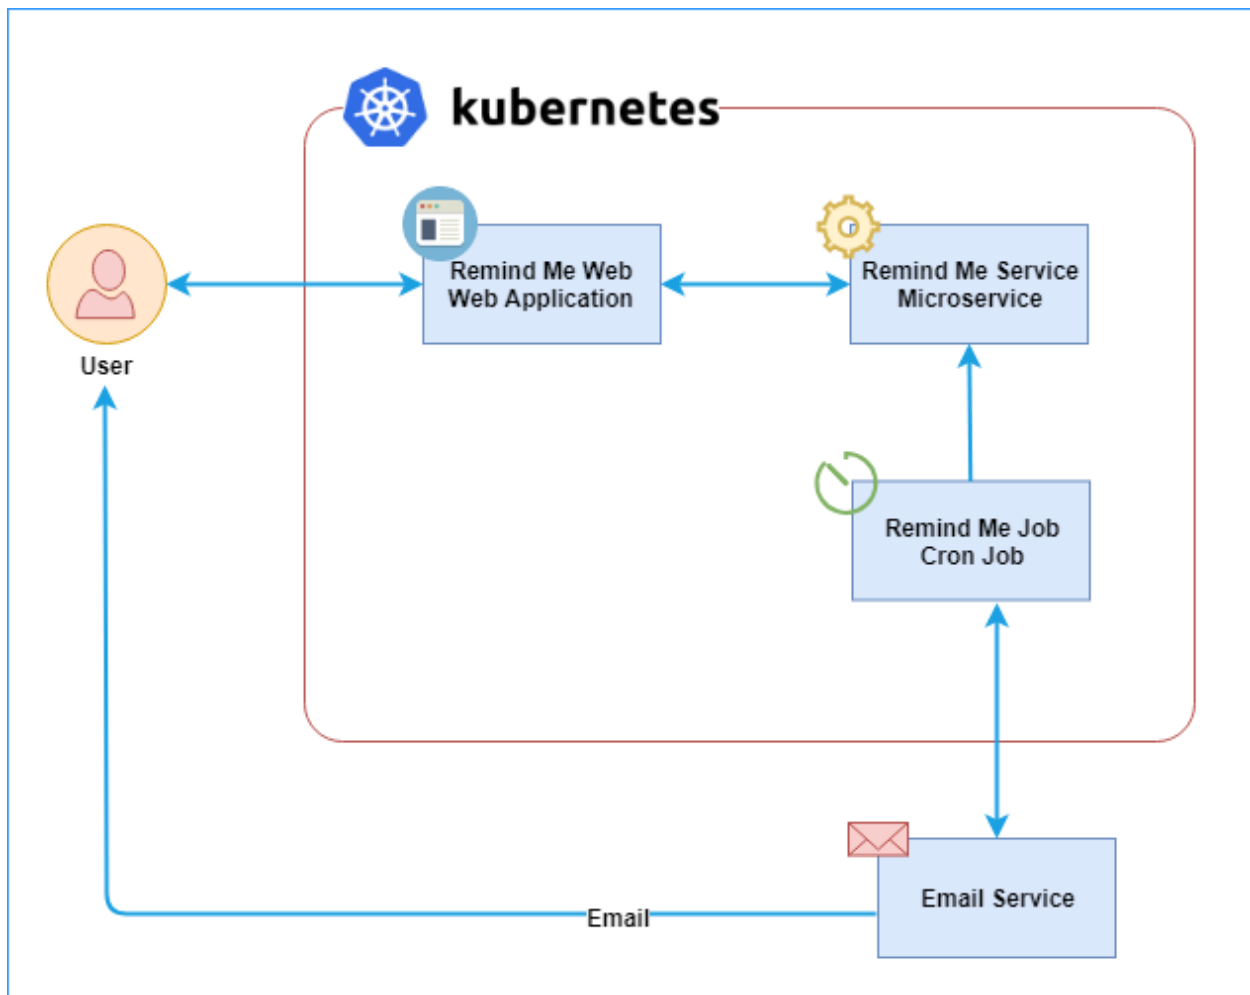 kubernetes
Remind Me Web
Web Application
Remind Me Service
Microservice
User
Remind Me Job
Cron Job
Email Service
Email